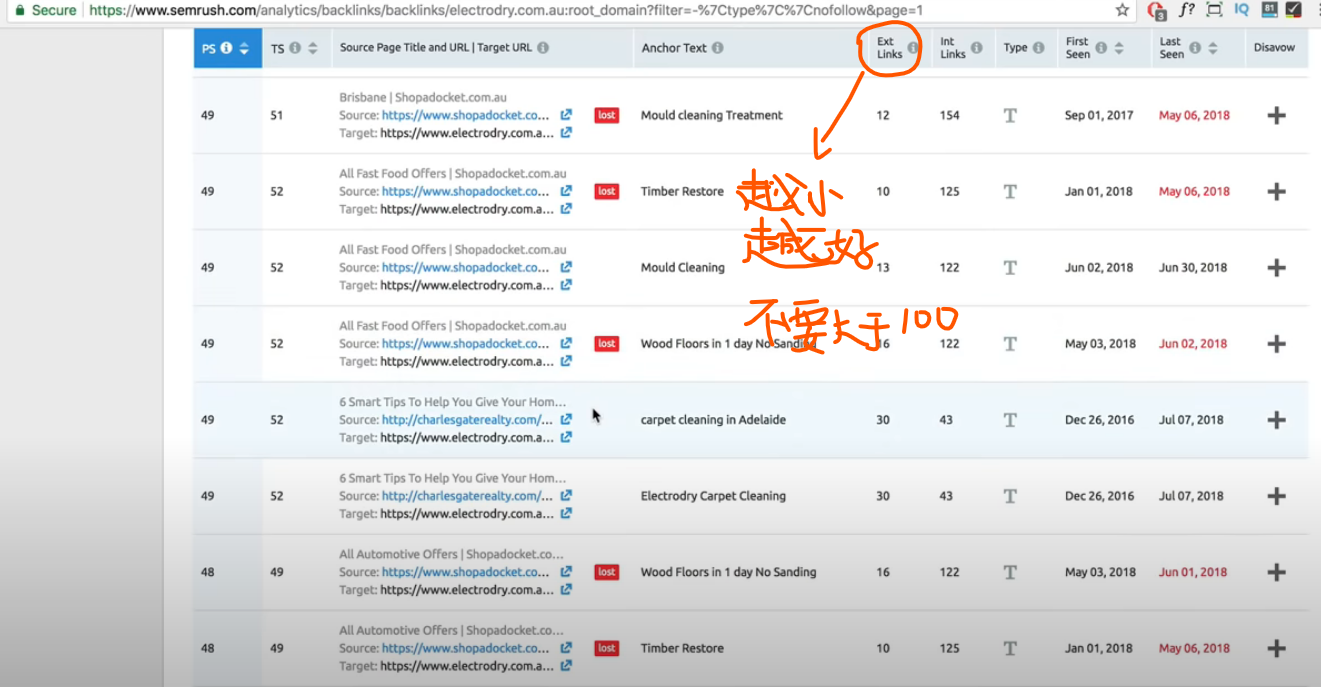 Secure https://www.semrush.com/analytics/backlinks/backlinks/electrodry.com.au:root_domain?filter=-%7Ctype%7C%7Cnofollow&page=1
PS TS Source Page Title and URL | Target URL Anchor Text Ext Links Int Links Type First Seen Last Seen Disavow
Brisbane | Shopadocket.com.au
49 51 Source: https://www.shopadocket.co... lost Mould cleaning Treatment 12 154 T Sep 01, 2017 May 06, 2018
Target: https://www.electrodry.com.a...
越小
越好
不要大于100
All Fast Food Offers | Shopadocket.com.au
49 52 Source: https://www.shopadocket.co... lost Timber Restore 10 125 T Jan 01, 2018 May 06, 2018
Target: https://www.electrodry.com.a...
All Fast Food Offers | Shopadocket.com.au
49 52 Source: https://www.shopadocket.co... Mould Cleaning 13 122 T Jun 02, 2018 Jun 30, 2018
Target: https://www.electrodry.com.a...
All Fast Food Offers | Shopadocket.com.au
49 52 Source: https://www.shopadocket.co... lost Wood Floors in 1 day No Sanding 16 122 T May 03, 2018 Jun 02, 2018
Target: https://www.electrodry.com.a...
6 Smart Tips To Help You Give Your Hom...
49 52 Source: http://charlesgaterealty.com/... carpet cleaning in Adelaide 30 43 T Dec 26, 2016 Jul 07, 2018
Target: https://www.electrodry.com.a...
6 Smart Tips To Help You Give Your Hom...
49 52 Source: http://charlesgaterealty.com/... Electrodry Carpet Cleaning 30 43 T Dec 26, 2016 Jul 07, 2018
Target: https://www.electrodry.com.a...
All Automotive Offers | Shopadocket.co...
48 49 Source: https://www.shopadocket.co... lost Wood Floors in 1 day No Sanding 16 122 T May 03, 2018 Jun 01, 2018
Target: https://www.electrodry.com.a...
All Automotive Offers | Shopadocket.co...
48 49 Source: https://www.shopadocket.co... lost Timber Restore 10 125 T Jan 01, 2018 May 06, 2018
Target: https://www.electrodry.com.a...